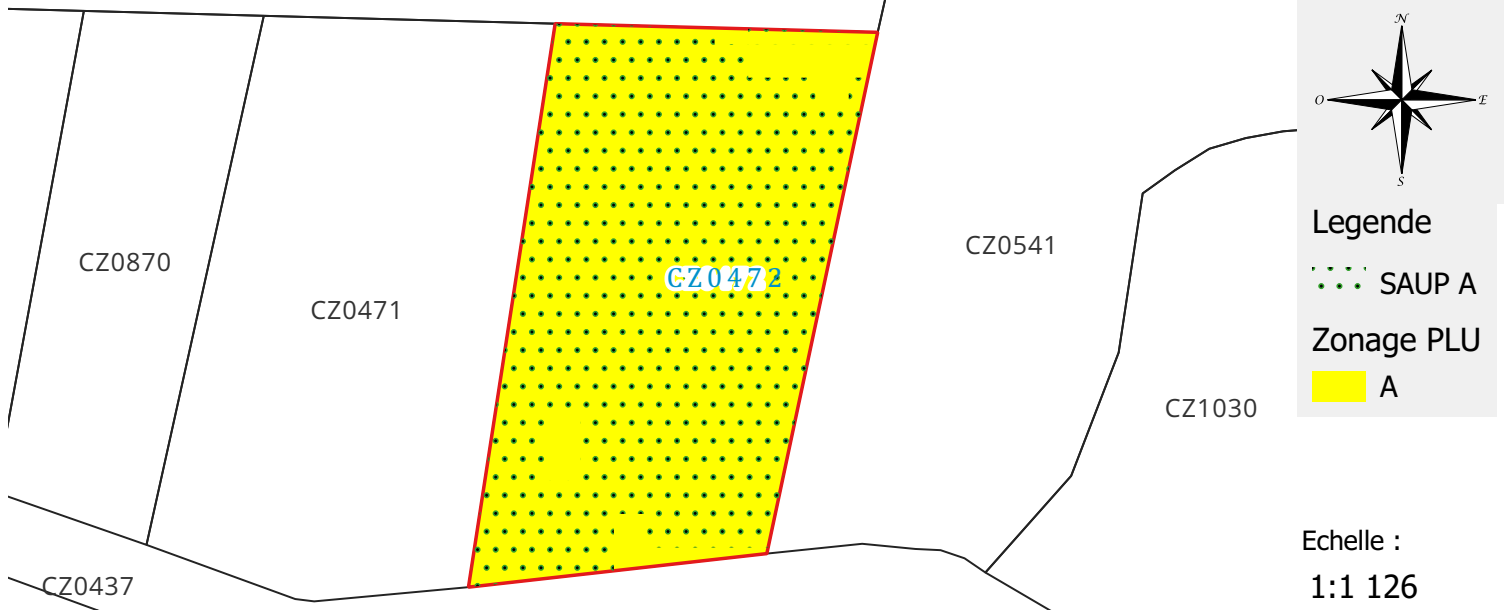 N
O
E
S
CZ0870
CZ0471
CZ0472
CZ0541
CZ1030
CZ0437
Legende
SAUP A
Zonage PLU
A
Echelle :
1:1 126